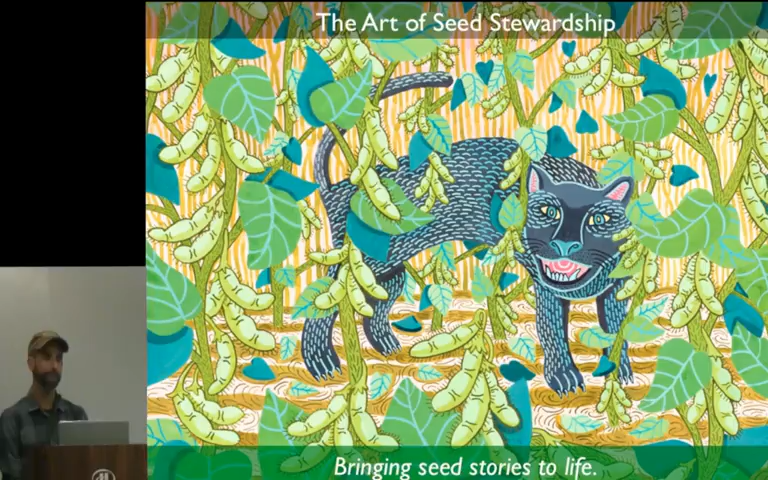 The Art of Seed Stewardship
Bringing seed stories to life.